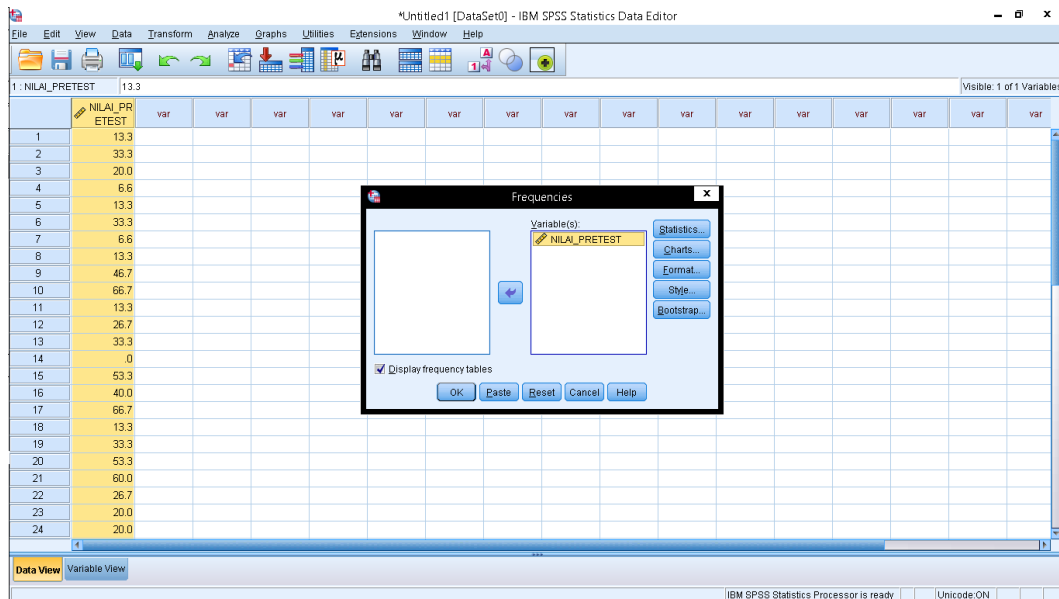 *Untitled1 [DataSet0] - IBM SPSS Statistics Data Editor
File Edit View Data Transform Analyze Graphs Utilities Extensions Window Help
1 : NILAI_PRETEST 13.3 Visible: 1 of 1 Variables
NILAI_PRETEST var var var var var var var var var var var var var var var var
1 13.3
2 33.3
3 20.0
4 6.6
5 13.3
6 33.3
7 6.6
8 13.3
9 46.7
10 66.7
11 13.3
12 26.7
13 33.3
14 .0
15 53.3
16 40.0
17 66.7
18 13.3
19 33.3
20 53.3
21 60.0
22 26.7
23 20.0
24 20.0
Frequencies
Variable(s):
NILAI_PRETEST
Statistics...
Charts...
Format...
Style...
Bootstrap...
Display frequency tables
OK Paste Reset Cancel Help
Data View Variable View
IBM SPSS Statistics Processor is ready Unicode:ON